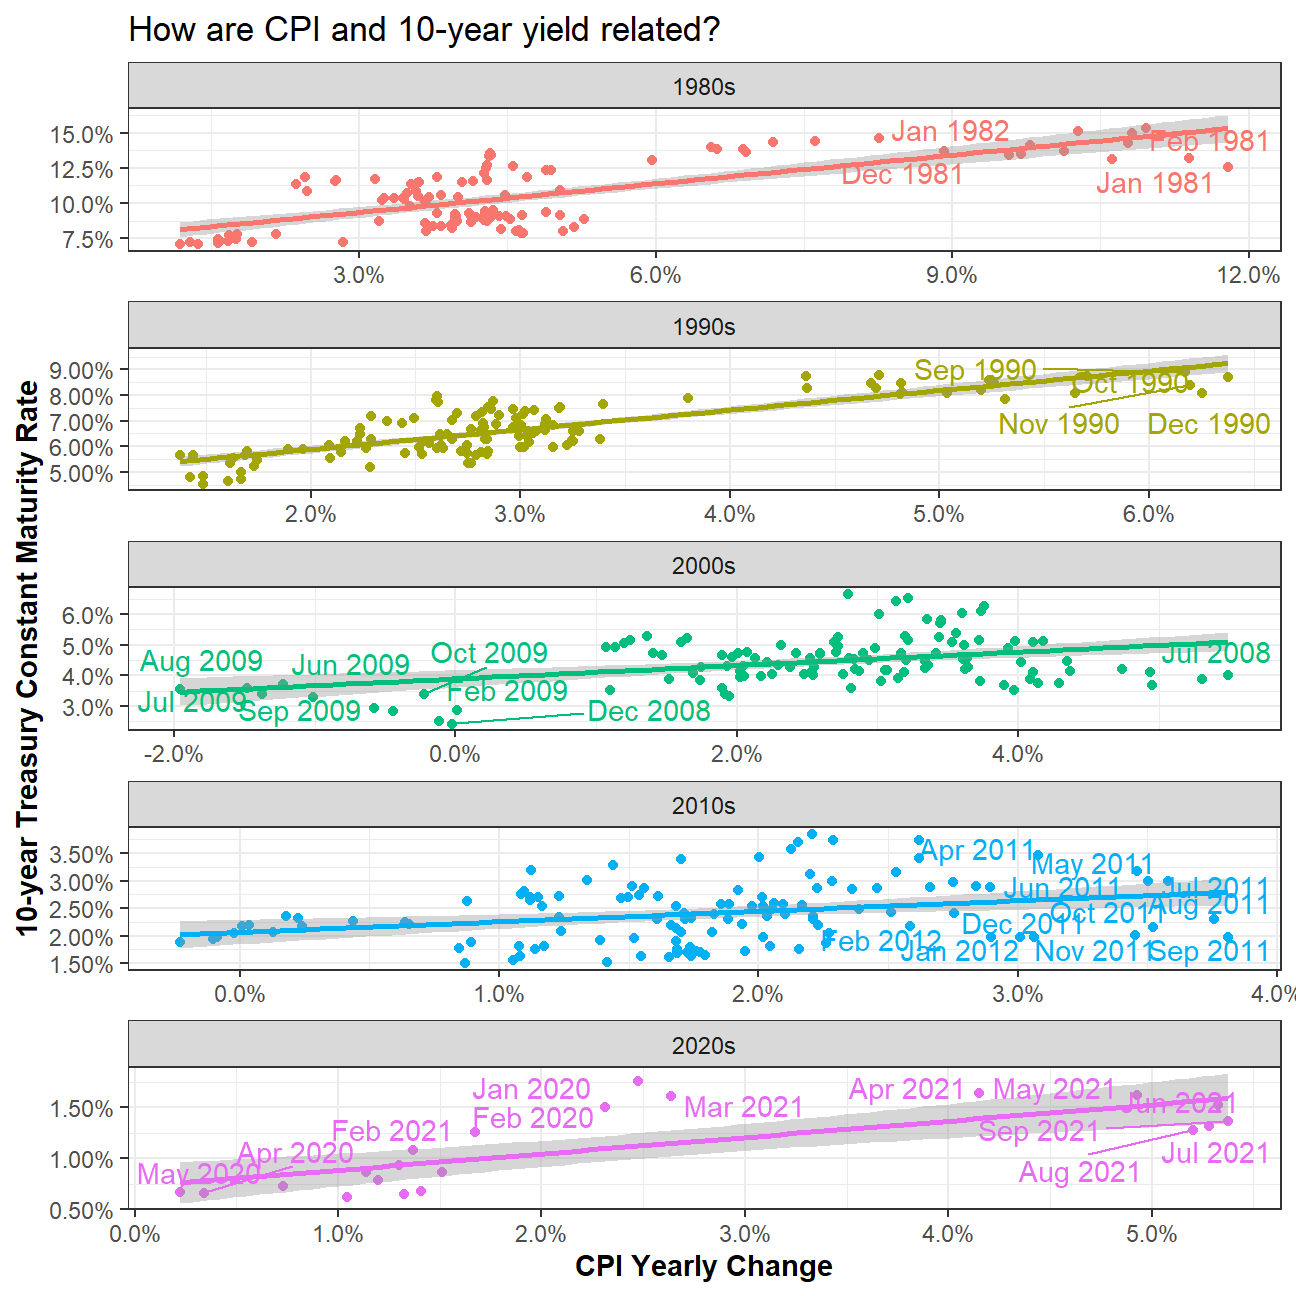 How are CPI and 10-year yield related?
10-year Treasury Constant Maturity Rate
1980s
15.0%
12.5%
10.0%
7.5%
Jan 1982
Feb 1981
Dec 1981
Jan 1981
3.0% 6.0% 9.0% 12.0%
1990s
9.00%
8.00%
7.00%
6.00%
5.00%
Sep 1990
Oct 1990
Nov 1990 Dec 1990
2.0% 3.0% 4.0% 5.0% 6.0%
2000s
6.0%
5.0%
4.0%
3.0%
Aug 2009 Jun 2009 Oct 2009 Jul 2008
Jul 2009 Sep 2009 Feb 2009 Dec 2008
-2.0% 0.0% 2.0% 4.0%
2010s
3.50%
3.00%
2.50%
2.00%
1.50%
Apr 2011 May 2011
Jun 2011 Jul 2011
Dec 2011 Oct 2011 Aug 2011
Feb 2012 Jan 2012 Nov 2011 Sep 2011
0.0% 1.0% 2.0% 3.0% 4.0%
2020s
1.50%
1.00%
0.50%
Jan 2020 Apr 2021 May 2021
Feb 2020 Mar 2021 Jun 2021
Feb 2021 Sep 2021
Apr 2020 Jul 2021
May 2020 Aug 2021
0.0% 1.0% 2.0% 3.0% 4.0% 5.0%
CPI Yearly Change